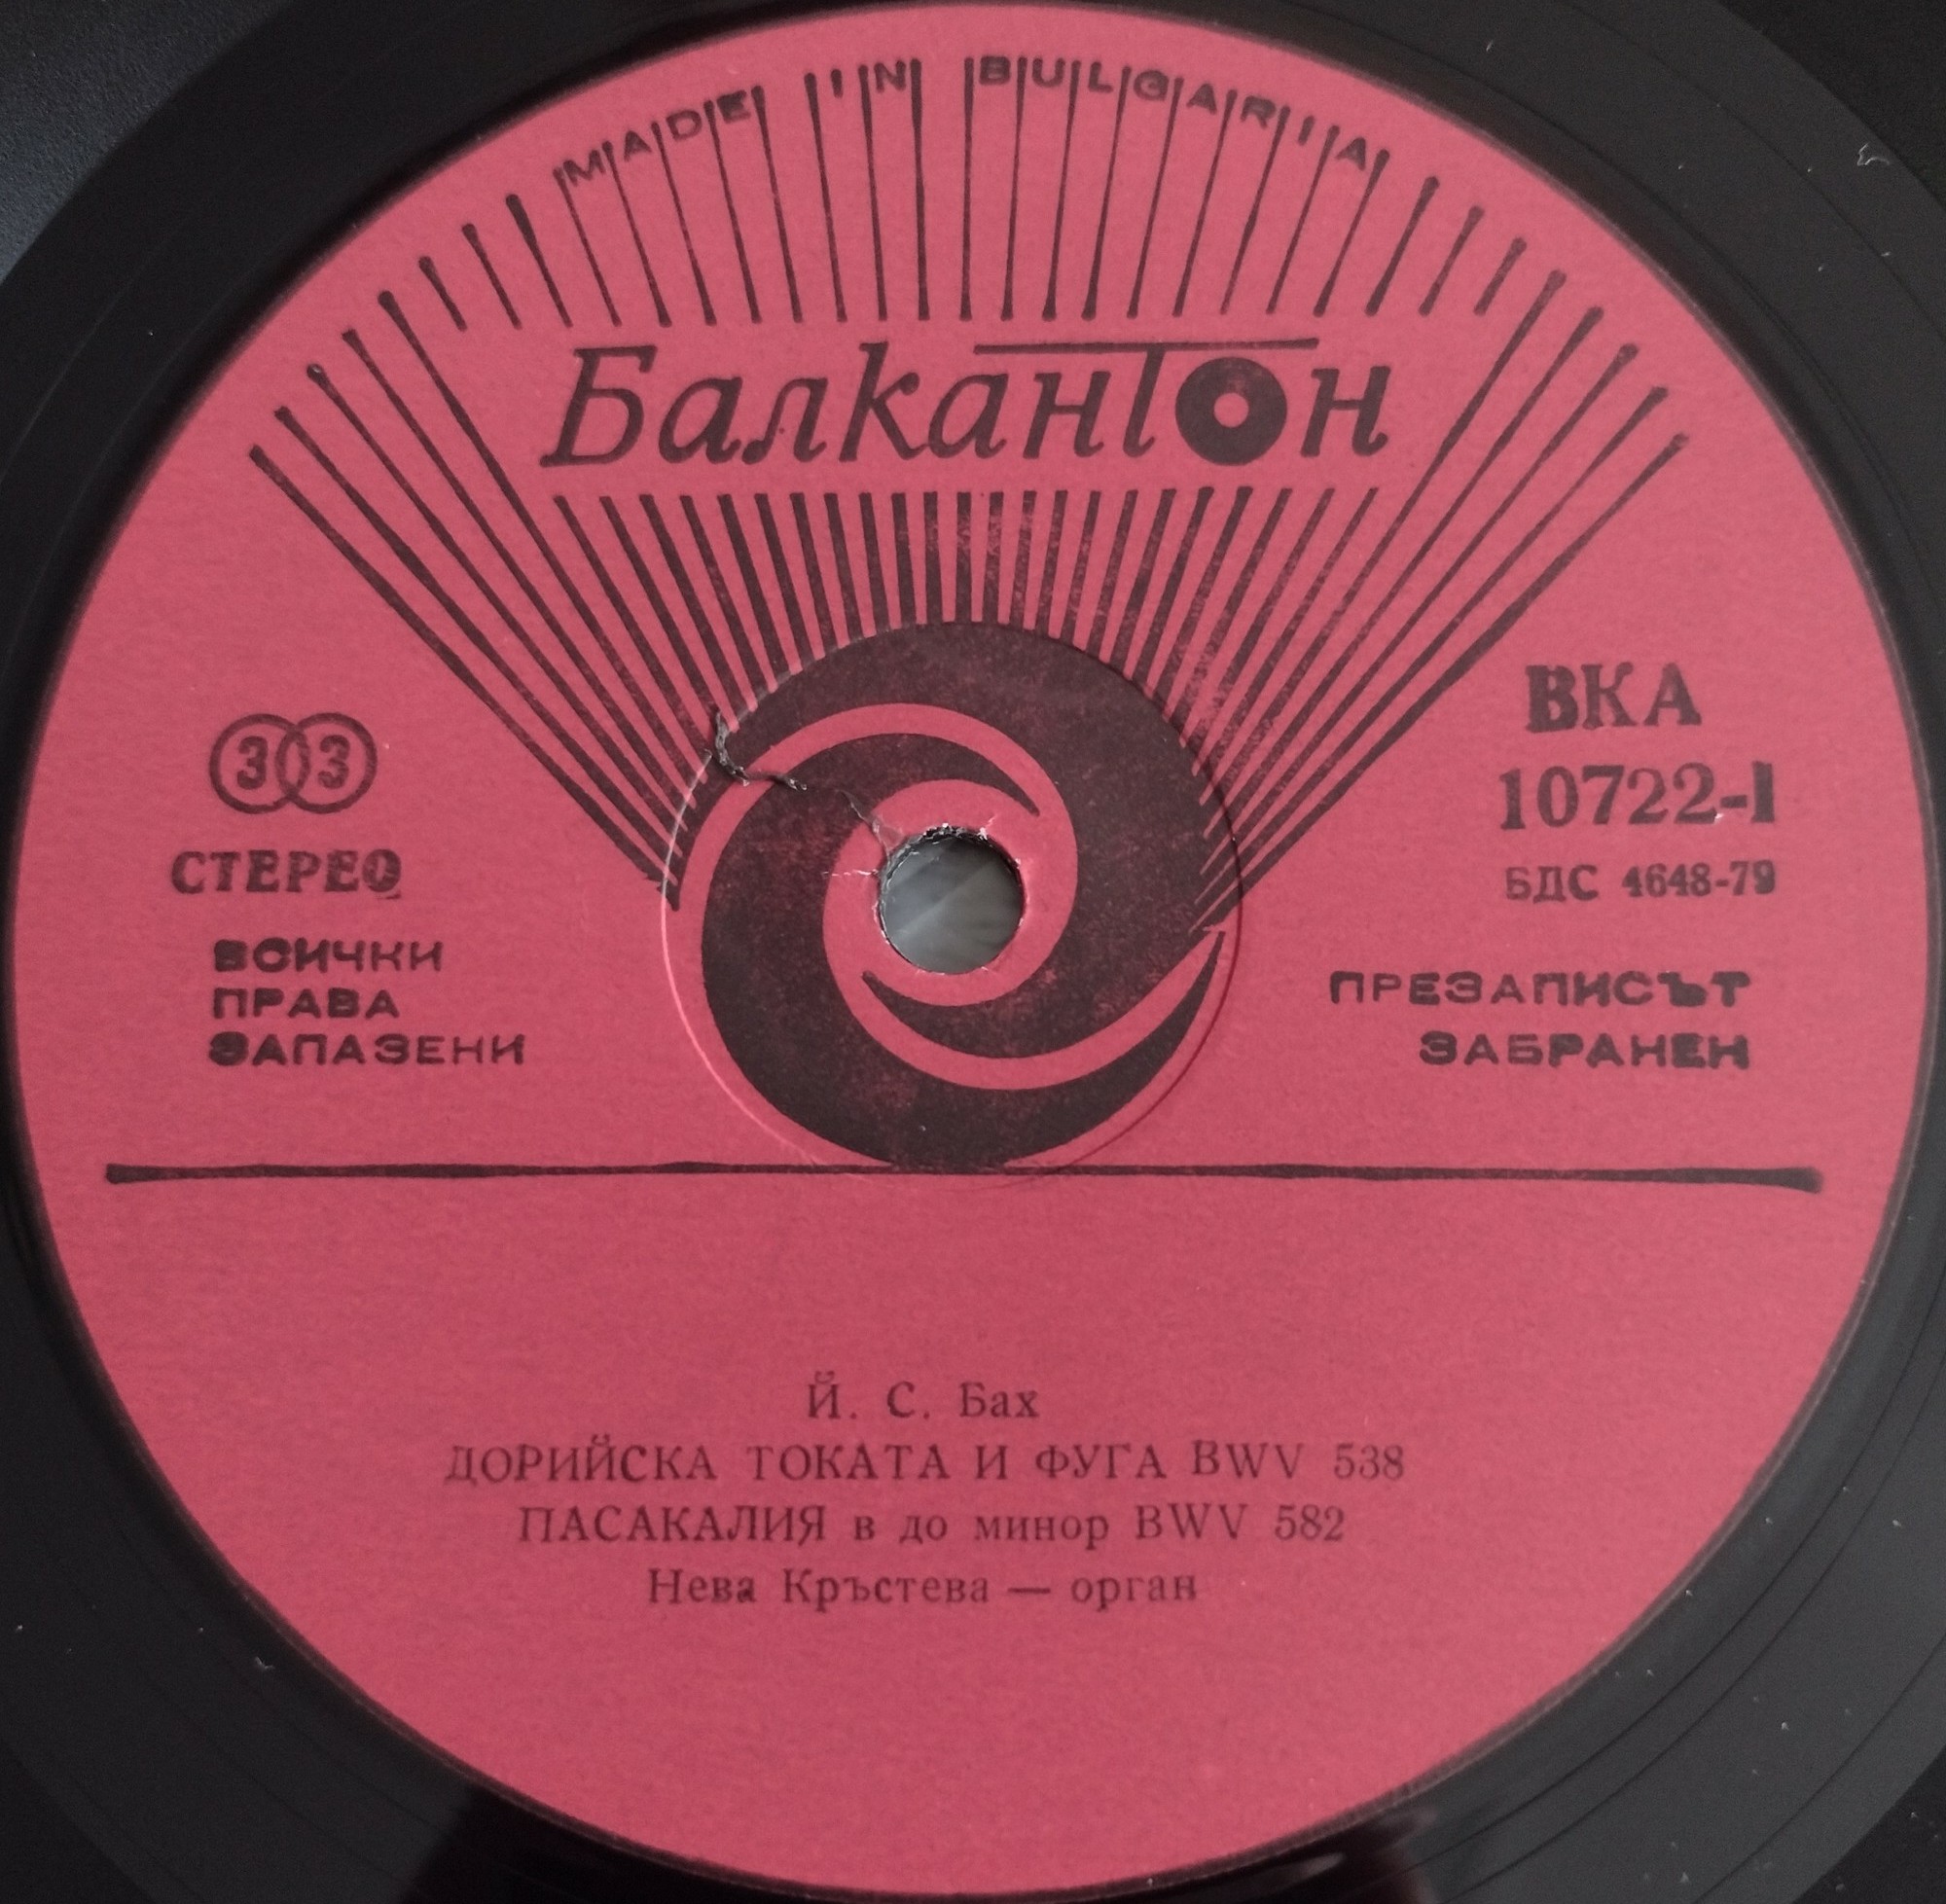 MADE IN BULGARIA
Балкантон
33
СТЕРЕО
ВСИЧКИ
ПРАВА
ЗАПАЗЕНИ
ВКА
10722-I
БДС 4648-79
ПРЕЗАПИСЪТ
ЗАБРАНЕН
Й. С. Бах
ДОРИЙСКА ТОКАТА И ФУГА BWV 538
ПАСАКАЛИЯ в до минор BWV 582
Нева Кръстева — орган